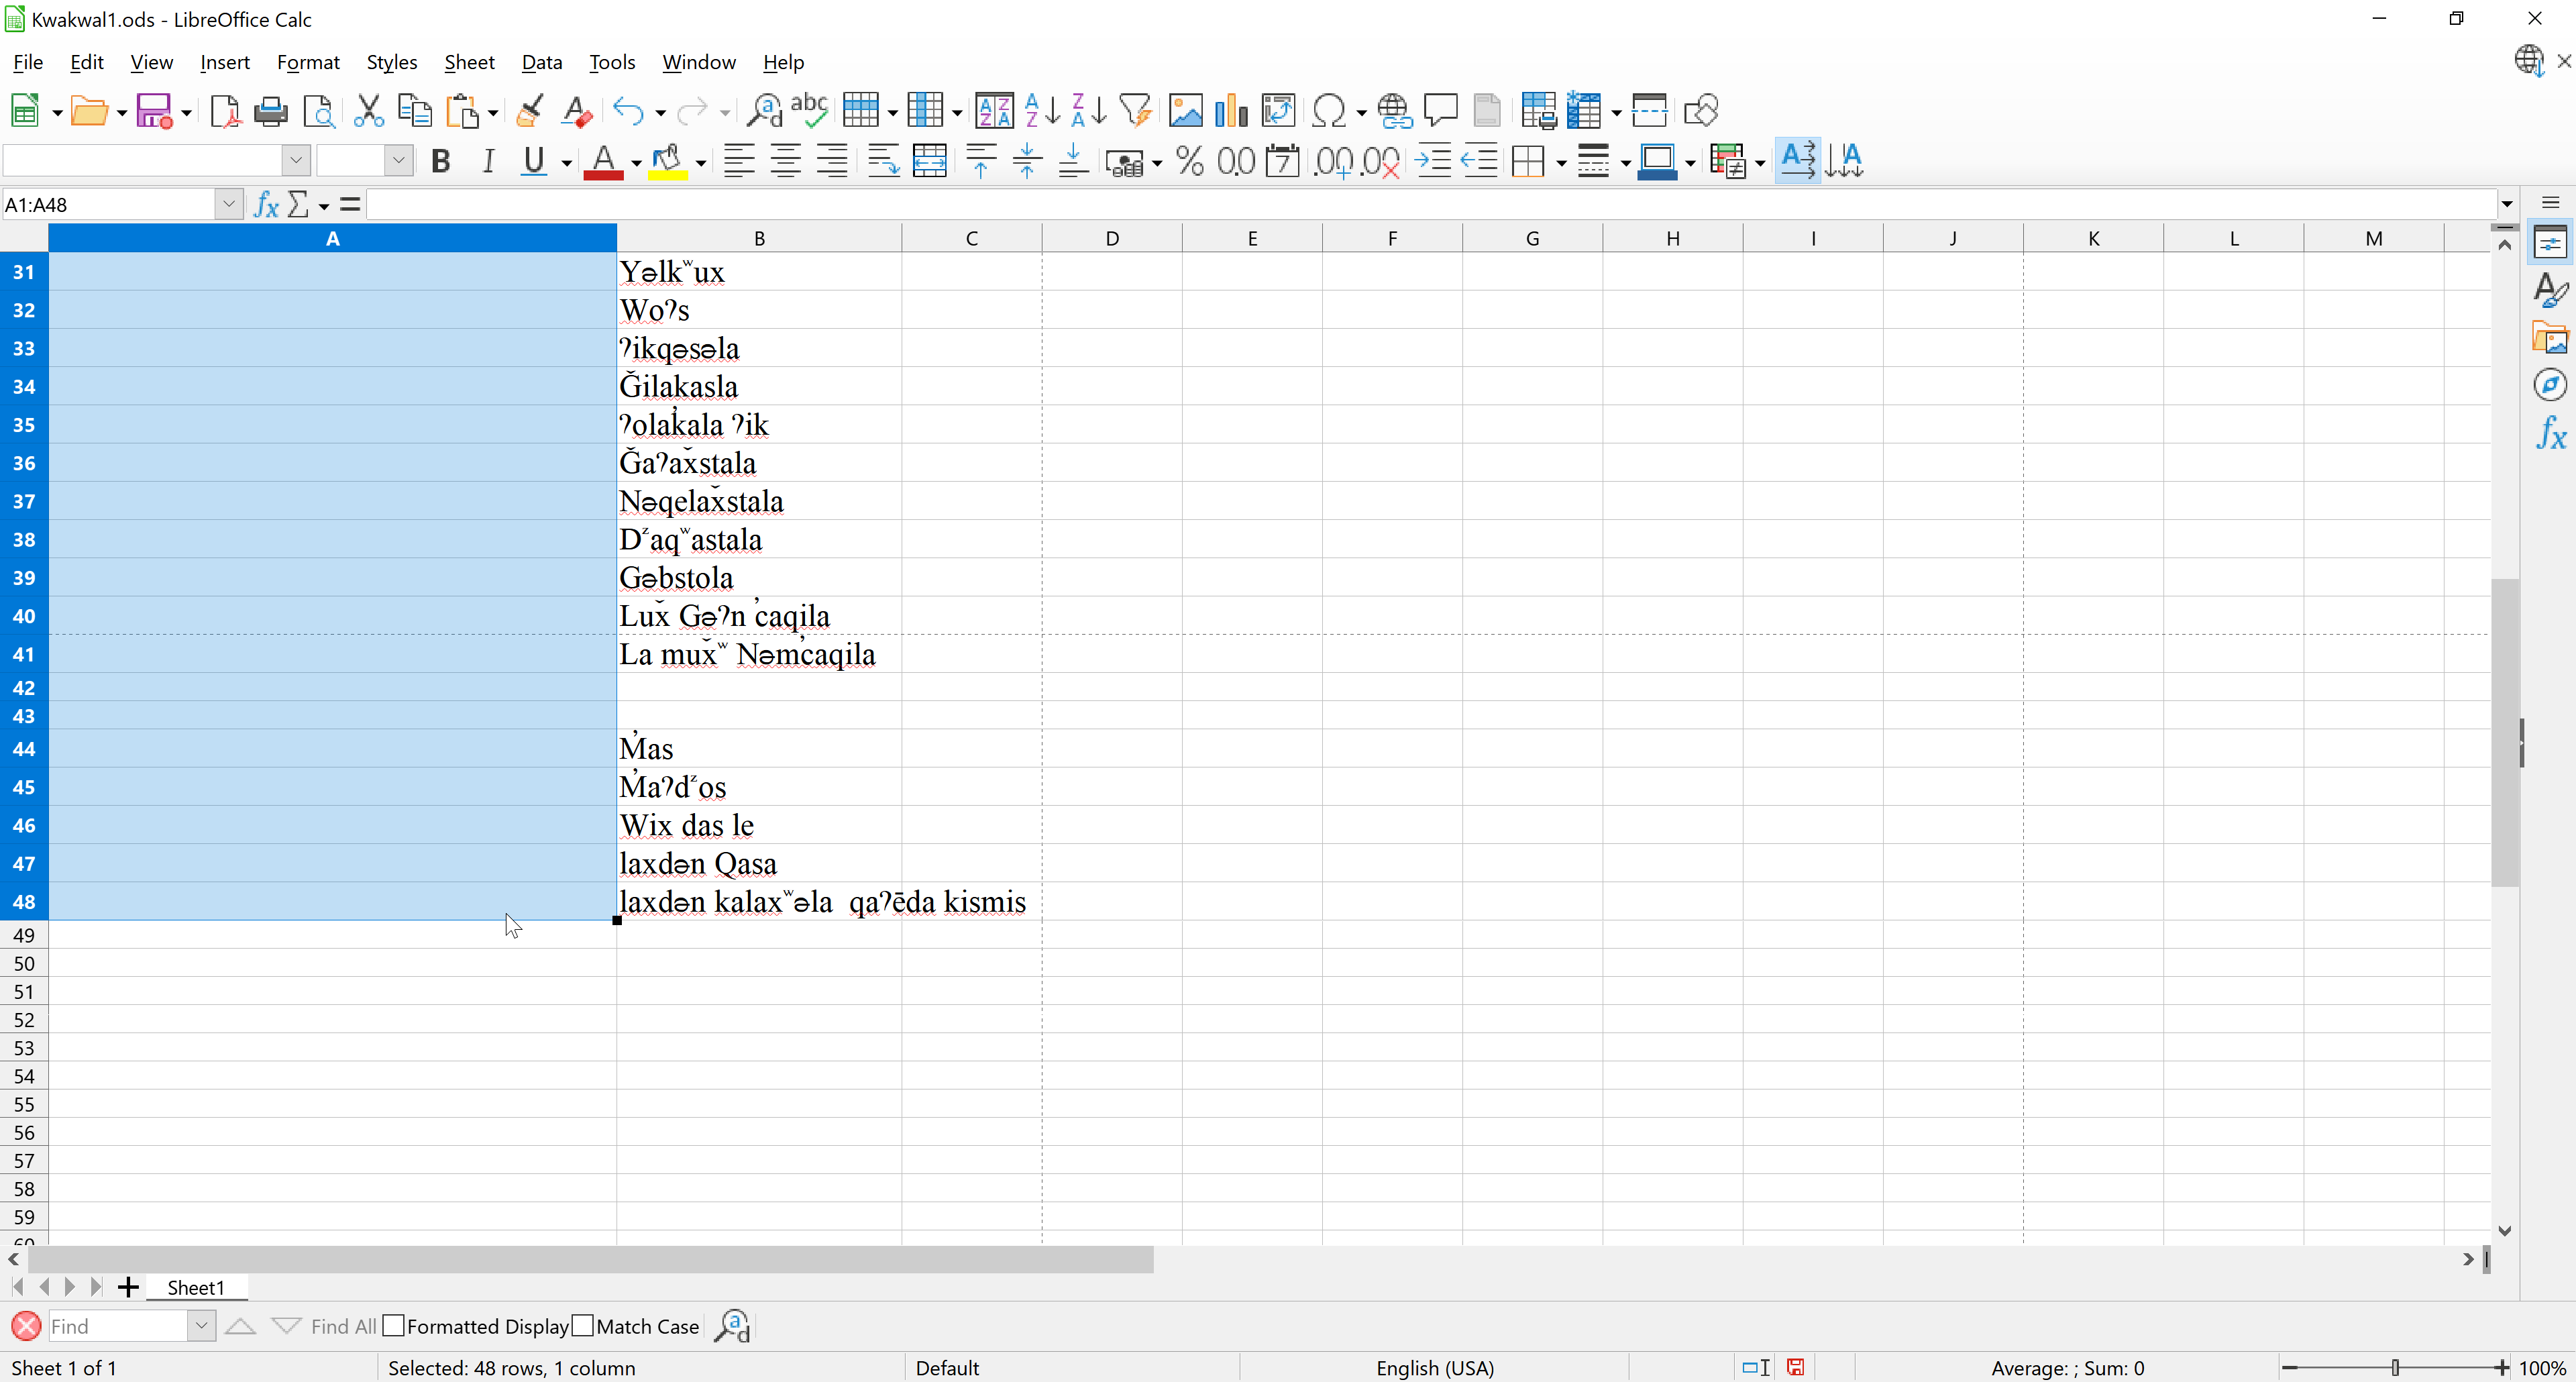 Kwakwal1.ods - LibreOffice Calc
File Edit View Insert Format Styles Sheet Data Tools Window Help
A1:A48
A B C D E F G H I J K L M
31 Yəlkʷux
32 Woʔs
33 ʔikqəsəla
34 Ğilakasla
35 ʔolak̓ala ʔik
36 Ğaʔax̌stala
37 Nəqelax̌stala
38 Dᶻaqʷastala
39 Gəbstola
40 Lux̌ Gəʔn c̓aqila
41 La mux̌ʷ Nəmc̓aqila
42
43
44 M̓as
45 M̓aʔdᶻos
46 Wix das le
47 laxdən Qasa
48 laxdən kalaxʷəla qaʔēda kismis
49
50
51
52
53
54
55
56
57
58
59
60
Sheet1
Find Find All Formatted Display Match Case
Sheet 1 of 1 Selected: 48 rows, 1 column Default English (USA) Average: ; Sum: 0 100%